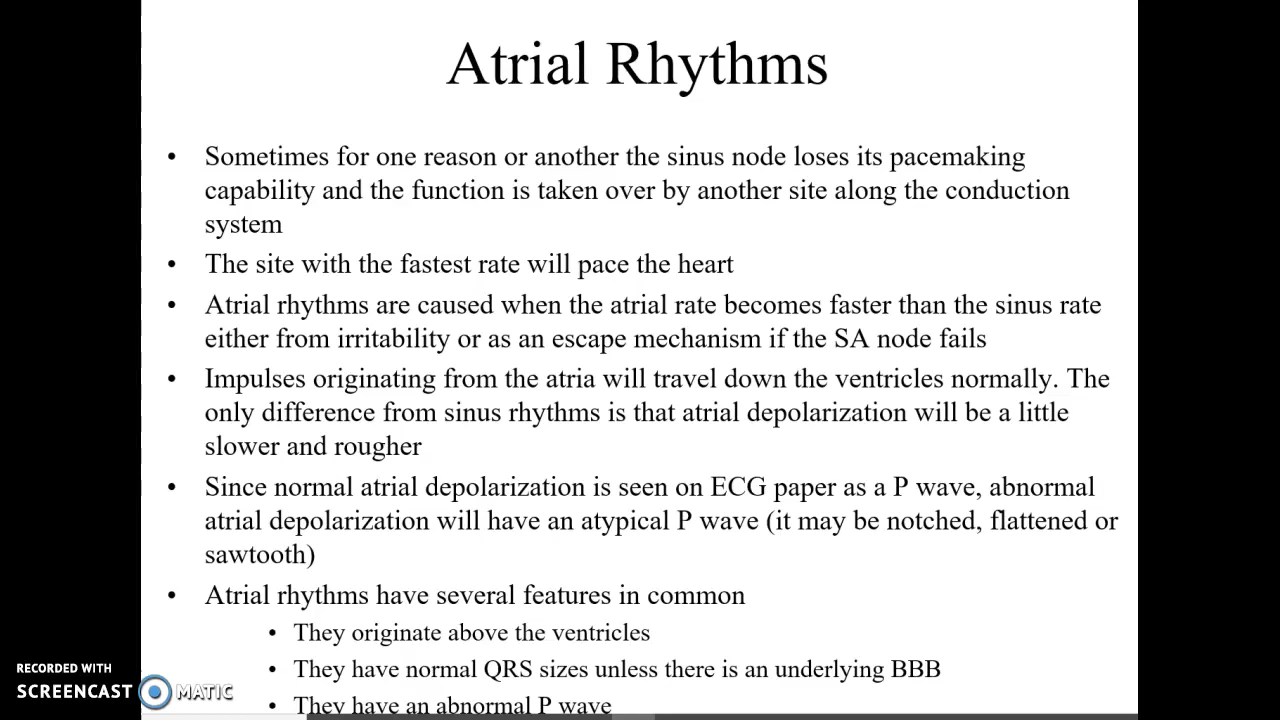 Atrial Rhythms
• Sometimes for one reason or another the sinus node loses its pacemaking
capability and the function is taken over by another site along the conduction
system
• The site with the fastest rate will pace the heart
• Atrial rhythms are caused when the atrial rate becomes faster than the sinus rate
either from irritability or as an escape mechanism if the SA node fails
• Impulses originating from the atria will travel down the ventricles normally. The
only difference from sinus rhythms is that atrial depolarization will be a little
slower and rougher
• Since normal atrial depolarization is seen on ECG paper as a P wave, abnormal
atrial depolarization will have an atypical P wave (it may be notched, flattened or
sawtooth)
• Atrial rhythms have several features in common
• They originate above the ventricles
• They have normal QRS sizes unless there is an underlying BBB
• They have an abnormal P wave
RECORDED WITH
SCREENCAST MATIC